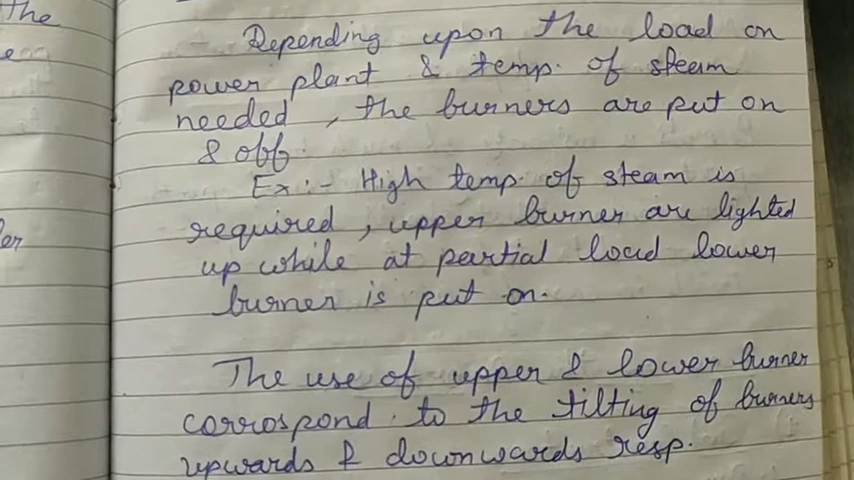 the
Depending upon the load on
power plant & temp. of steam
needed, the burners are put on
& off.
Ex:- High temp. of steam is
required, upper burner are lighted
up while at partial load lower
burner is put on.
The use of upper & lower burner
corrospond to the tilting of burners
upwards & downwards resp.